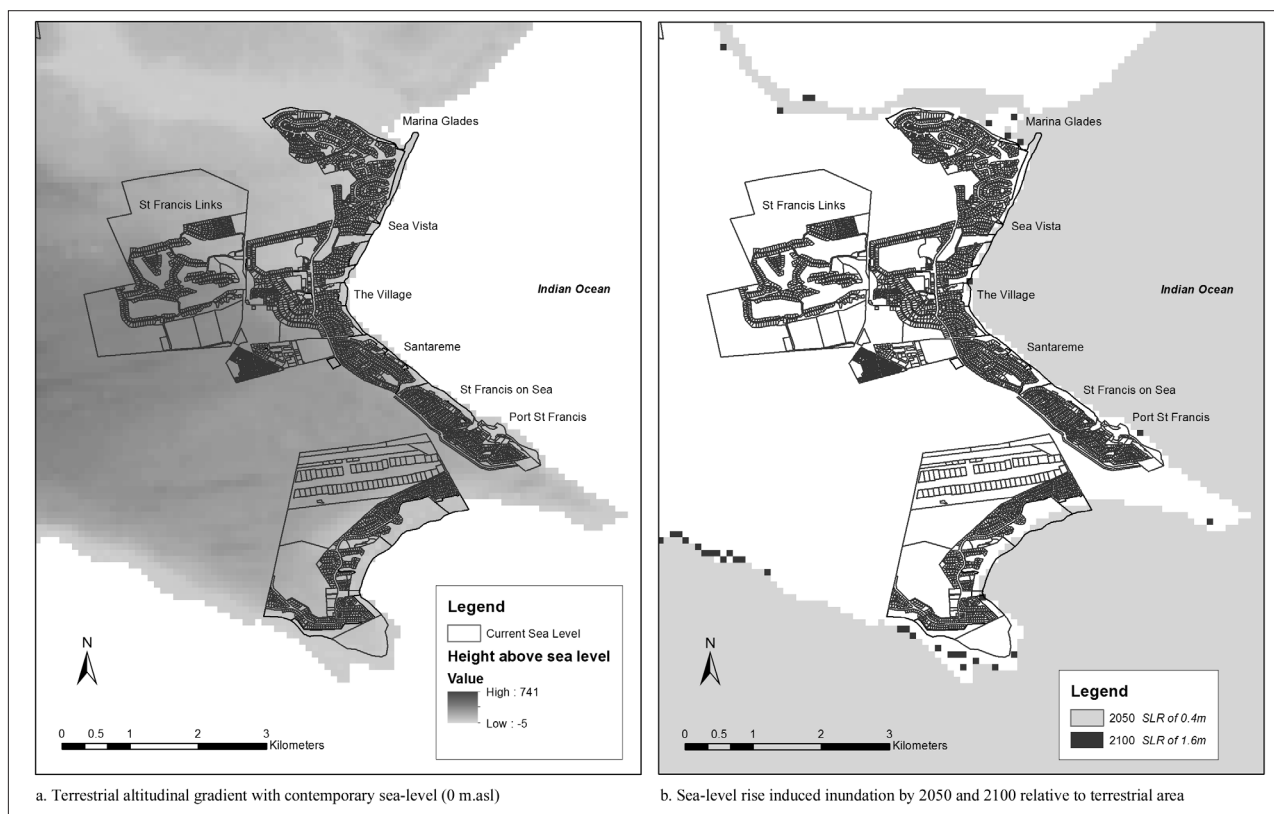 Marina Glades
St Francis Links
Sea Vista
Indian Ocean
The Village
Santareme
St Francis on Sea
Port St Francis
Legend
Current Sea Level
Height above sea level
Value
High : 741
Low : -5
N
0 0.5 1 2 3
Kilometers
a. Terrestrial altitudinal gradient with contemporary sea-level (0 m.asl)
Marina Glades
St Francis Links
Sea Vista
Indian Ocean
The Village
Santareme
St Francis on Sea
Port St Francis
Legend
2050 SLR of 0.4m
2100 SLR of 1.6m
N
0 0.5 1 2 3
Kilometers
b. Sea-level rise induced inundation by 2050 and 2100 relative to terrestrial area